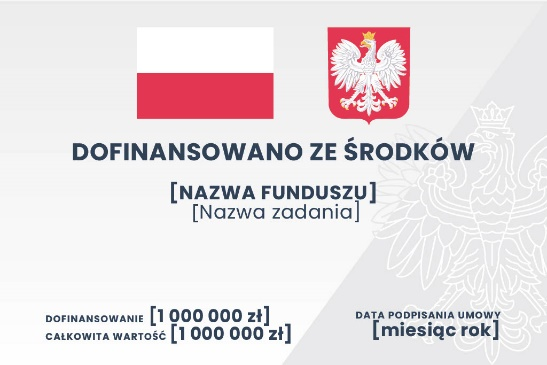 DOFINANSOWANO ZE ŚRODKÓW
[NAZWA FUNDUSZU]
[Nazwa zadania]
DOFINANSOWANIE [1 000 000 zł]
CAŁKOWITA WARTOŚĆ [1 000 000 zł]
DATA PODPISANIA UMOWY
[miesiąc rok]